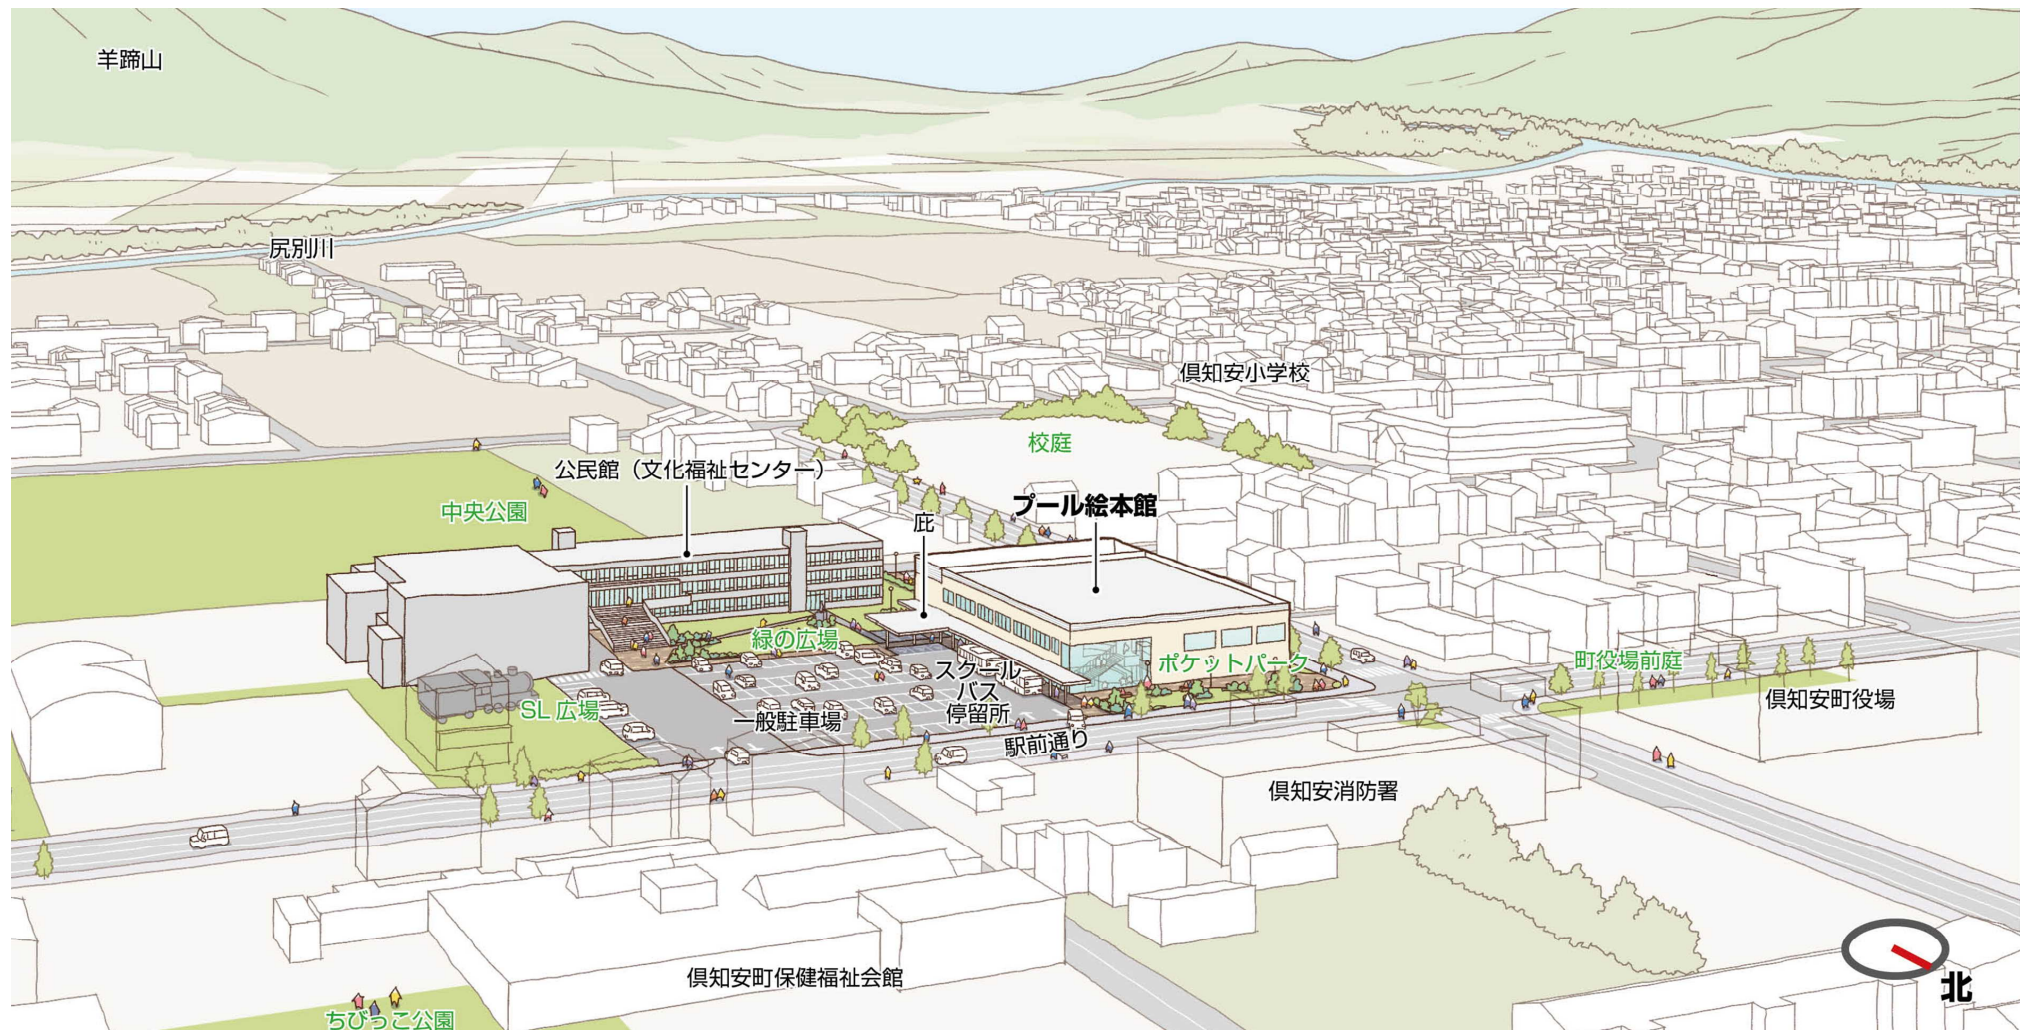 羊蹄山
尻別川
倶知安小学校
校庭
公民館（文化福祉センター）
中央公園
プール絵本館
庇
緑の広場
スクール
バス
停留所
ポケットパーク
町役場前庭
倶知安町役場
SL広場
一般駐車場
駅前通り
倶知安消防署
倶知安町保健福祉会館
ちびっこ公園
北